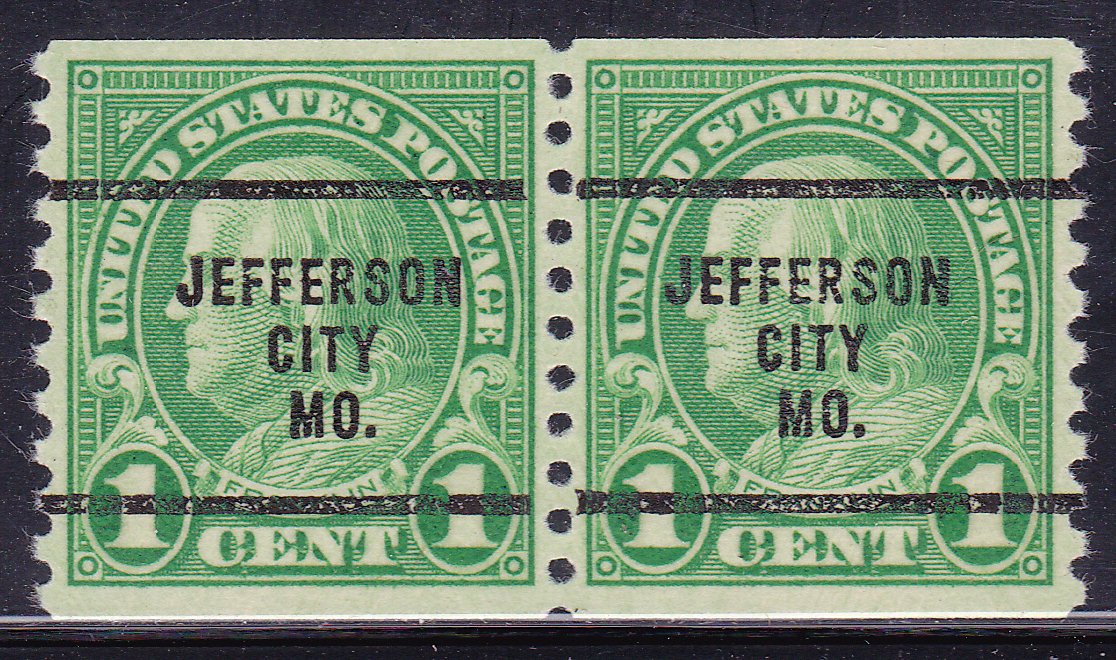 UNITED STATES POSTAGE
JEFFERSON
CITY
MO.
1 CENT 1
UNITED STATES POSTAGE
JEFFERSON
CITY
MO.
1 CENT 1